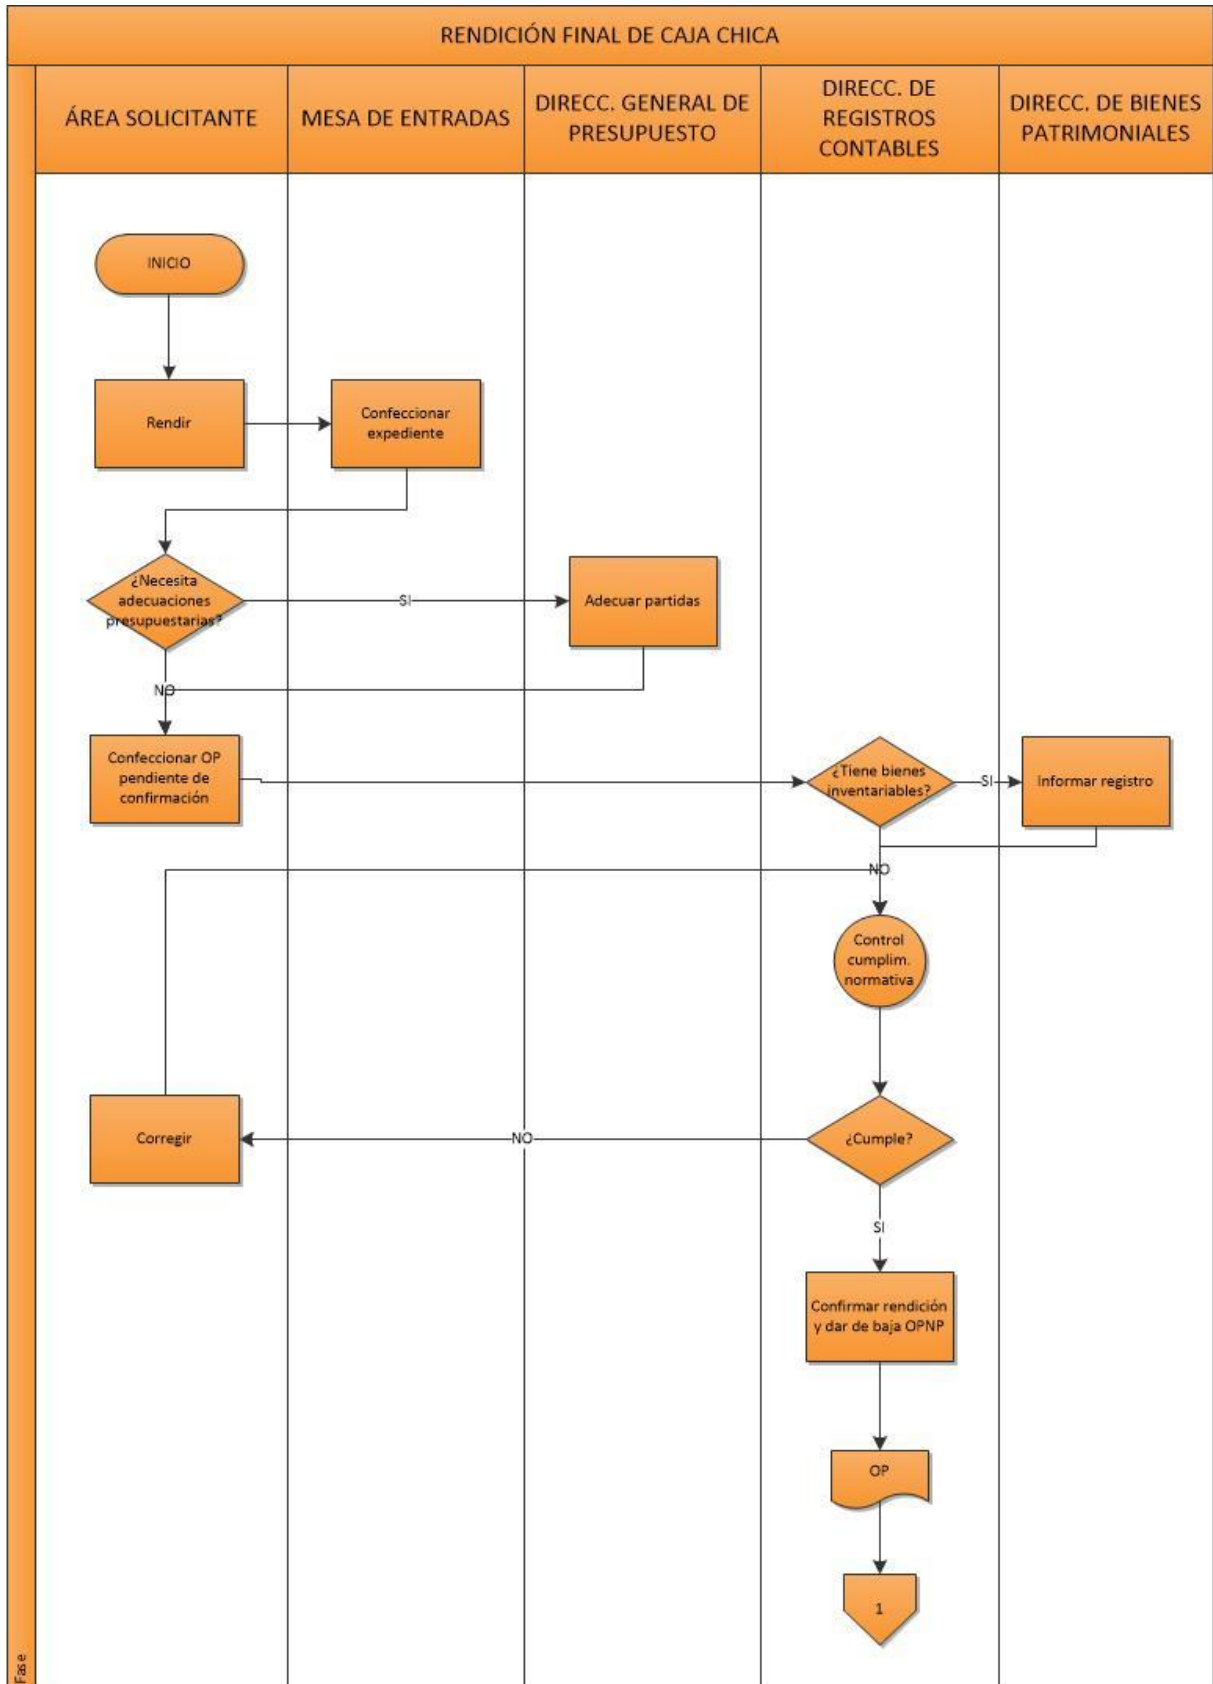 RENDICIÓN FINAL DE CAJA CHICA
ÁREA SOLICITANTE
MESA DE ENTRADAS
DIRECC. GENERAL DE
PRESUPUESTO
DIRECC. DE
REGISTROS
CONTABLES
DIRECC. DE BIENES
PATRIMONIALES
INICIO
Rendir
Confeccionar
expediente
¿Necesita
adecuaciones
presupuestarias?
SI
Adecuar partidas
NO
Confeccionar OP
pendiente de
confirmación
¿Tiene bienes
inventariables?
SI
Informar registro
NO
Control
cumplim.
normativa
Corregir
NO
¿Cumple?
SI
Confirmar rendición
y dar de baja OPNP
OP
1
Fase